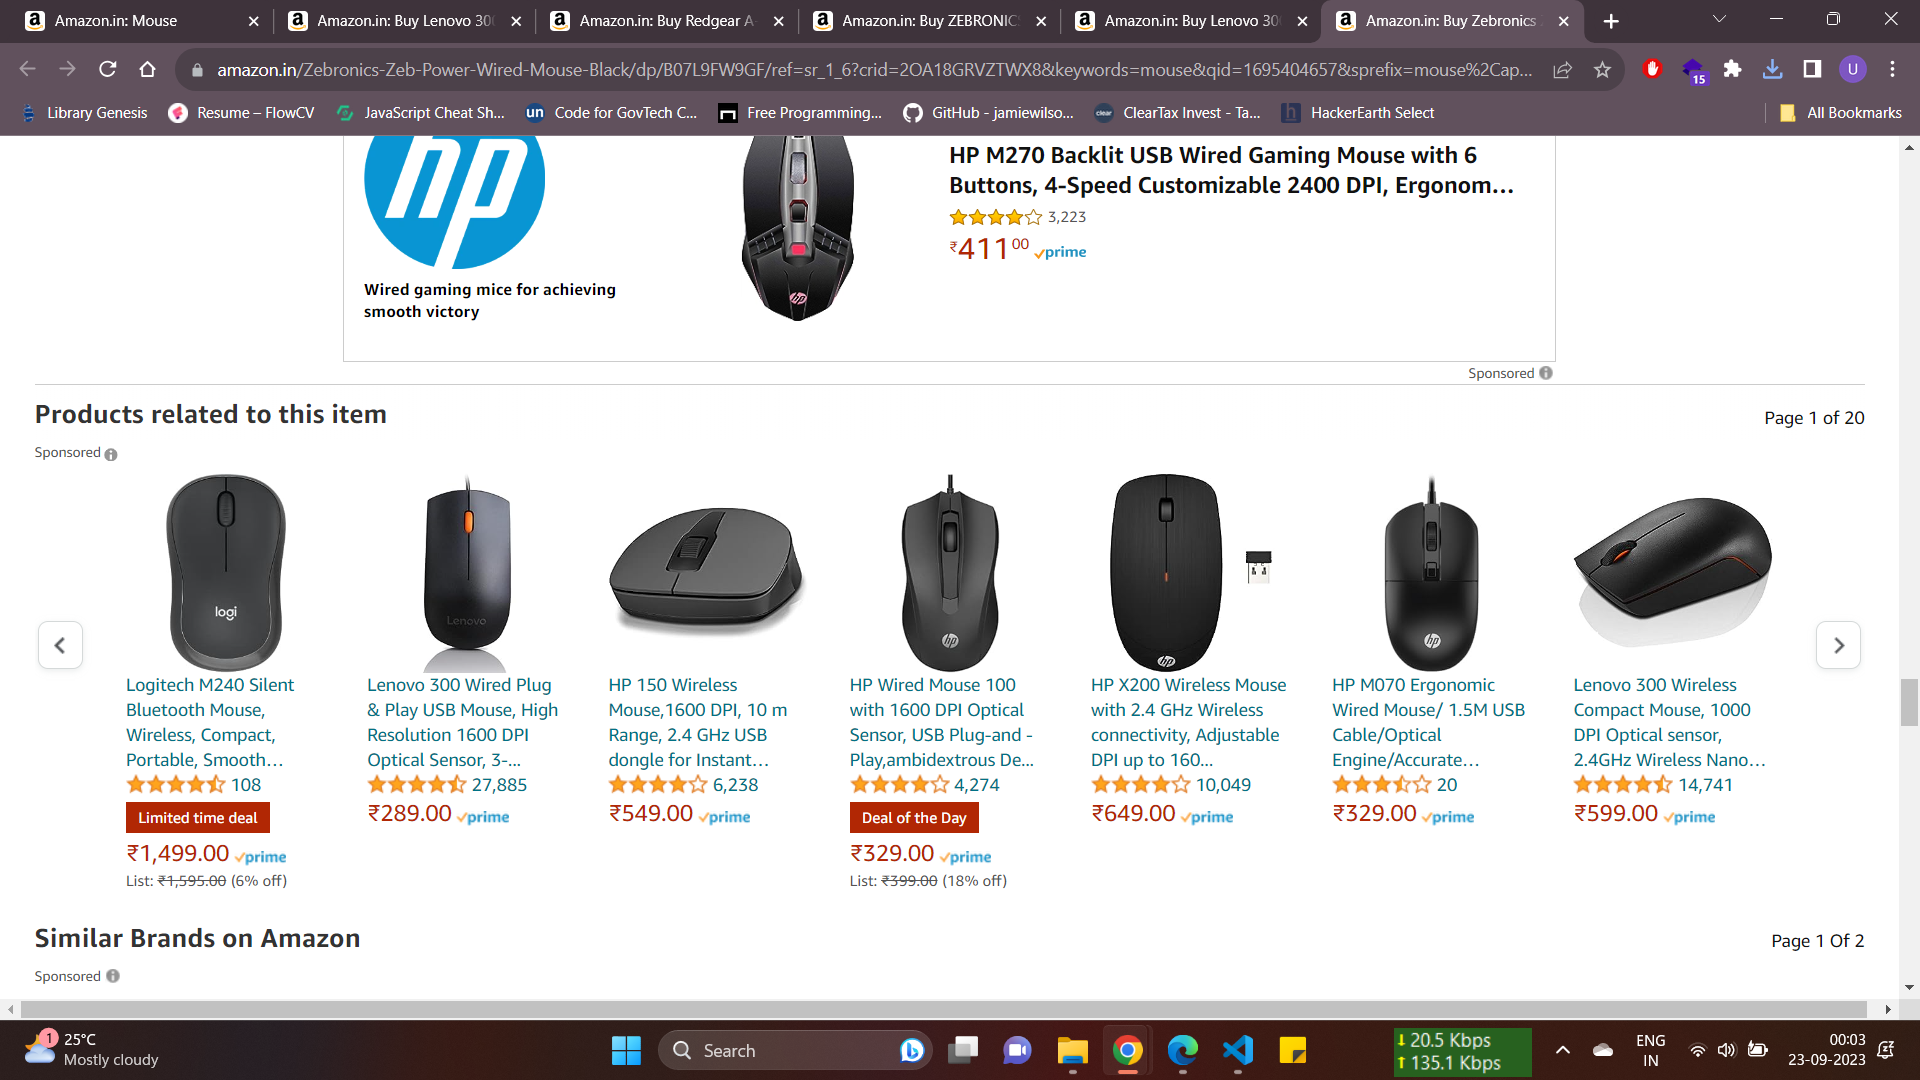 Amazon.in: Mouse
Amazon.in: Buy Lenovo 300
Amazon.in: Buy Redgear A-
Amazon.in: Buy ZEBRONICS
Amazon.in: Buy Lenovo 300
Amazon.in: Buy Zebronics
amazon.in/Zebronics-Zeb-Power-Wired-Mouse-Black/dp/B07L9FW9GF/ref=sr_1_6?crid=2OA18GRVZTWX8&keywords=mouse&qid=1695404657&sprefix=mouse%2Cap...
15
U
Library Genesis
Resume – FlowCV
JavaScript Cheat Sh...
un
Code for GovTech C...
Free Programming...
GitHub - jamiewilso...
clear
ClearTax Invest - Ta...
h
HackerEarth Select
All Bookmarks
hp
Wired gaming mice for achieving
smooth victory
hp
HP M270 Backlit USB Wired Gaming Mouse with 6
Buttons, 4-Speed Customizable 2400 DPI, Ergonom...
3,223
₹411 00 prime
Sponsored
Products related to this item
Page 1 of 20
Sponsored
logi
Logitech M240 Silent
Bluetooth Mouse,
Wireless, Compact,
Portable, Smooth...
108
Limited time deal
₹1,499.00 prime
List: ₹1,595.00 (6% off)
Lenovo
Lenovo 300 Wired Plug
& Play USB Mouse, High
Resolution 1600 DPI
Optical Sensor, 3-...
27,885
₹289.00 prime
HP 150 Wireless
Mouse,1600 DPI, 10 m
Range, 2.4 GHz USB
dongle for Instant...
6,238
₹549.00 prime
hp
HP Wired Mouse 100
with 1600 DPI Optical
Sensor, USB Plug-and -
Play,ambidextrous De...
4,274
Deal of the Day
₹329.00 prime
List: ₹399.00 (18% off)
hp
HP X200 Wireless Mouse
with 2.4 GHz Wireless
connectivity, Adjustable
DPI up to 160...
10,049
₹649.00 prime
hp
HP M070 Ergonomic
Wired Mouse/ 1.5M USB
Cable/Optical
Engine/Accurate...
20
₹329.00 prime
Lenovo 300 Wireless
Compact Mouse, 1000
DPI Optical sensor,
2.4GHz Wireless Nano...
14,741
₹599.00 prime
Similar Brands on Amazon
Page 1 Of 2
Sponsored
1
25°C
Mostly cloudy
Search
20.5 Kbps
135.1 Kbps
ENG
IN
00:03
23-09-2023